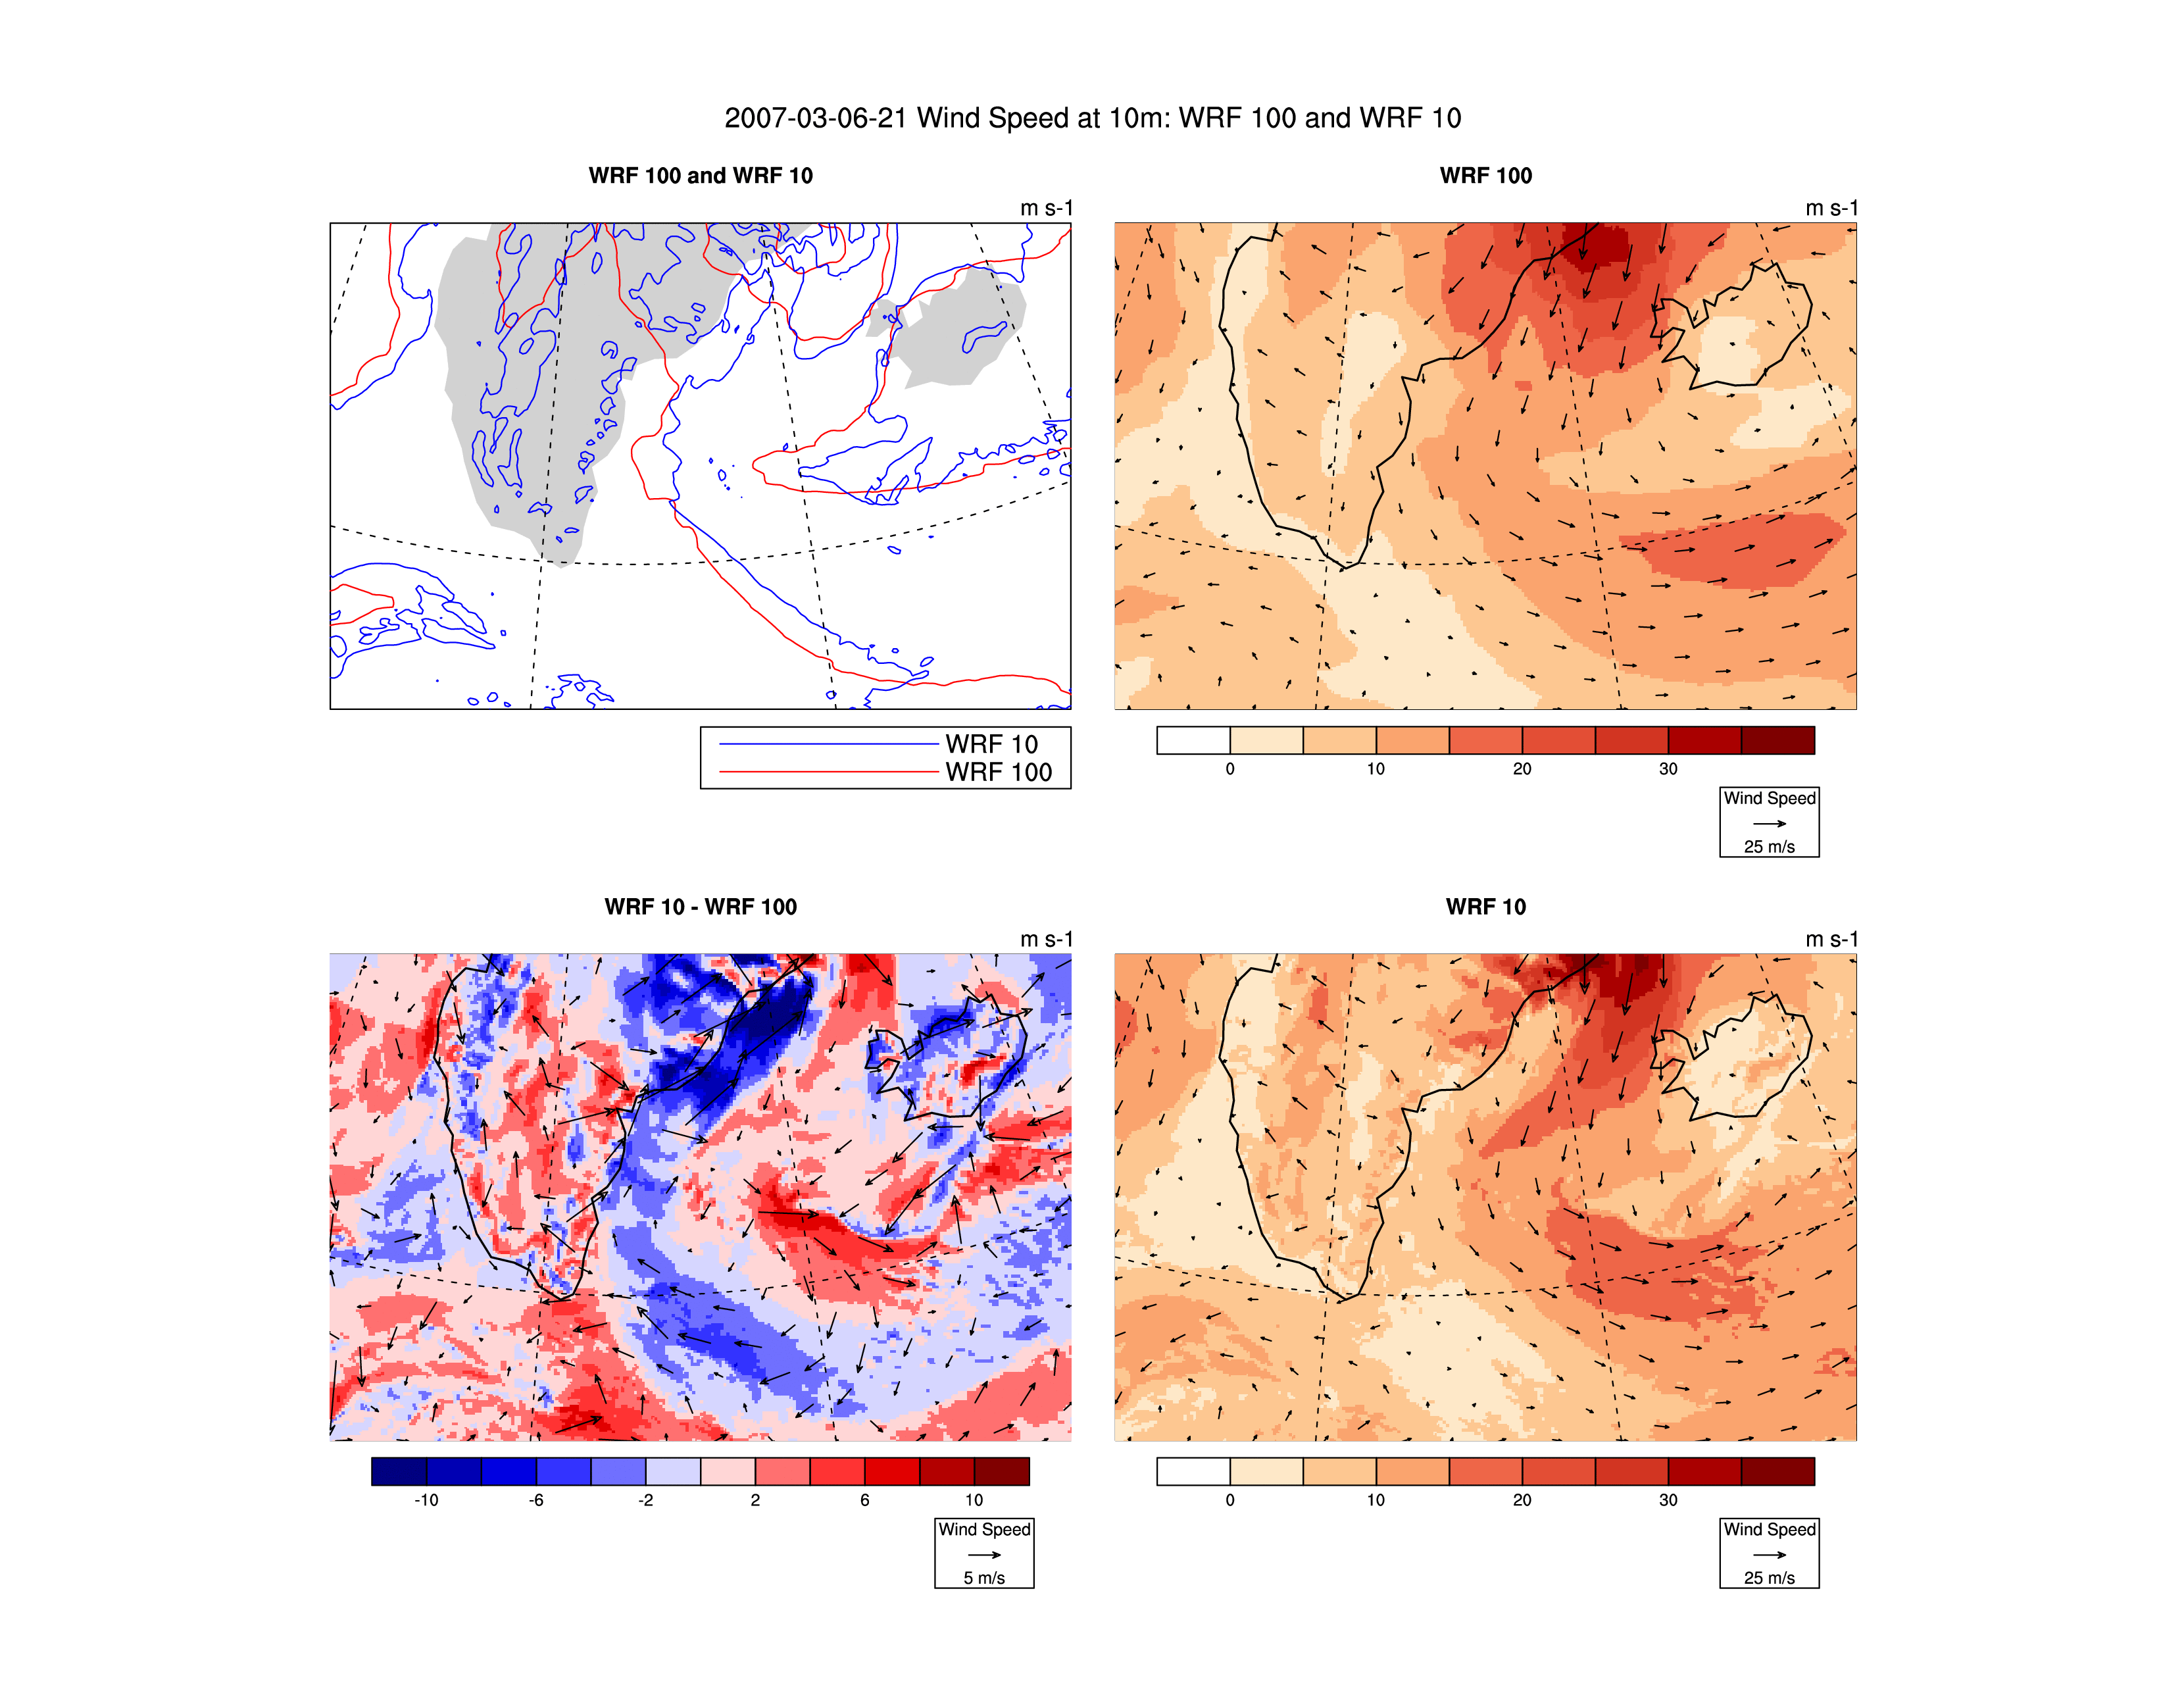 2007-03-06-21 Wind Speed at 10m: WRF 100 and WRF 10
WRF 100 and WRF 10
m s-1
WRF 10
WRF 100
WRF 100
m s-1
0 10 20 30
Wind Speed
25 m/s
WRF 10 - WRF 100
m s-1
-10 -6 -2 2 6 10
Wind Speed
5 m/s
WRF 10
m s-1
0 10 20 30
Wind Speed
25 m/s